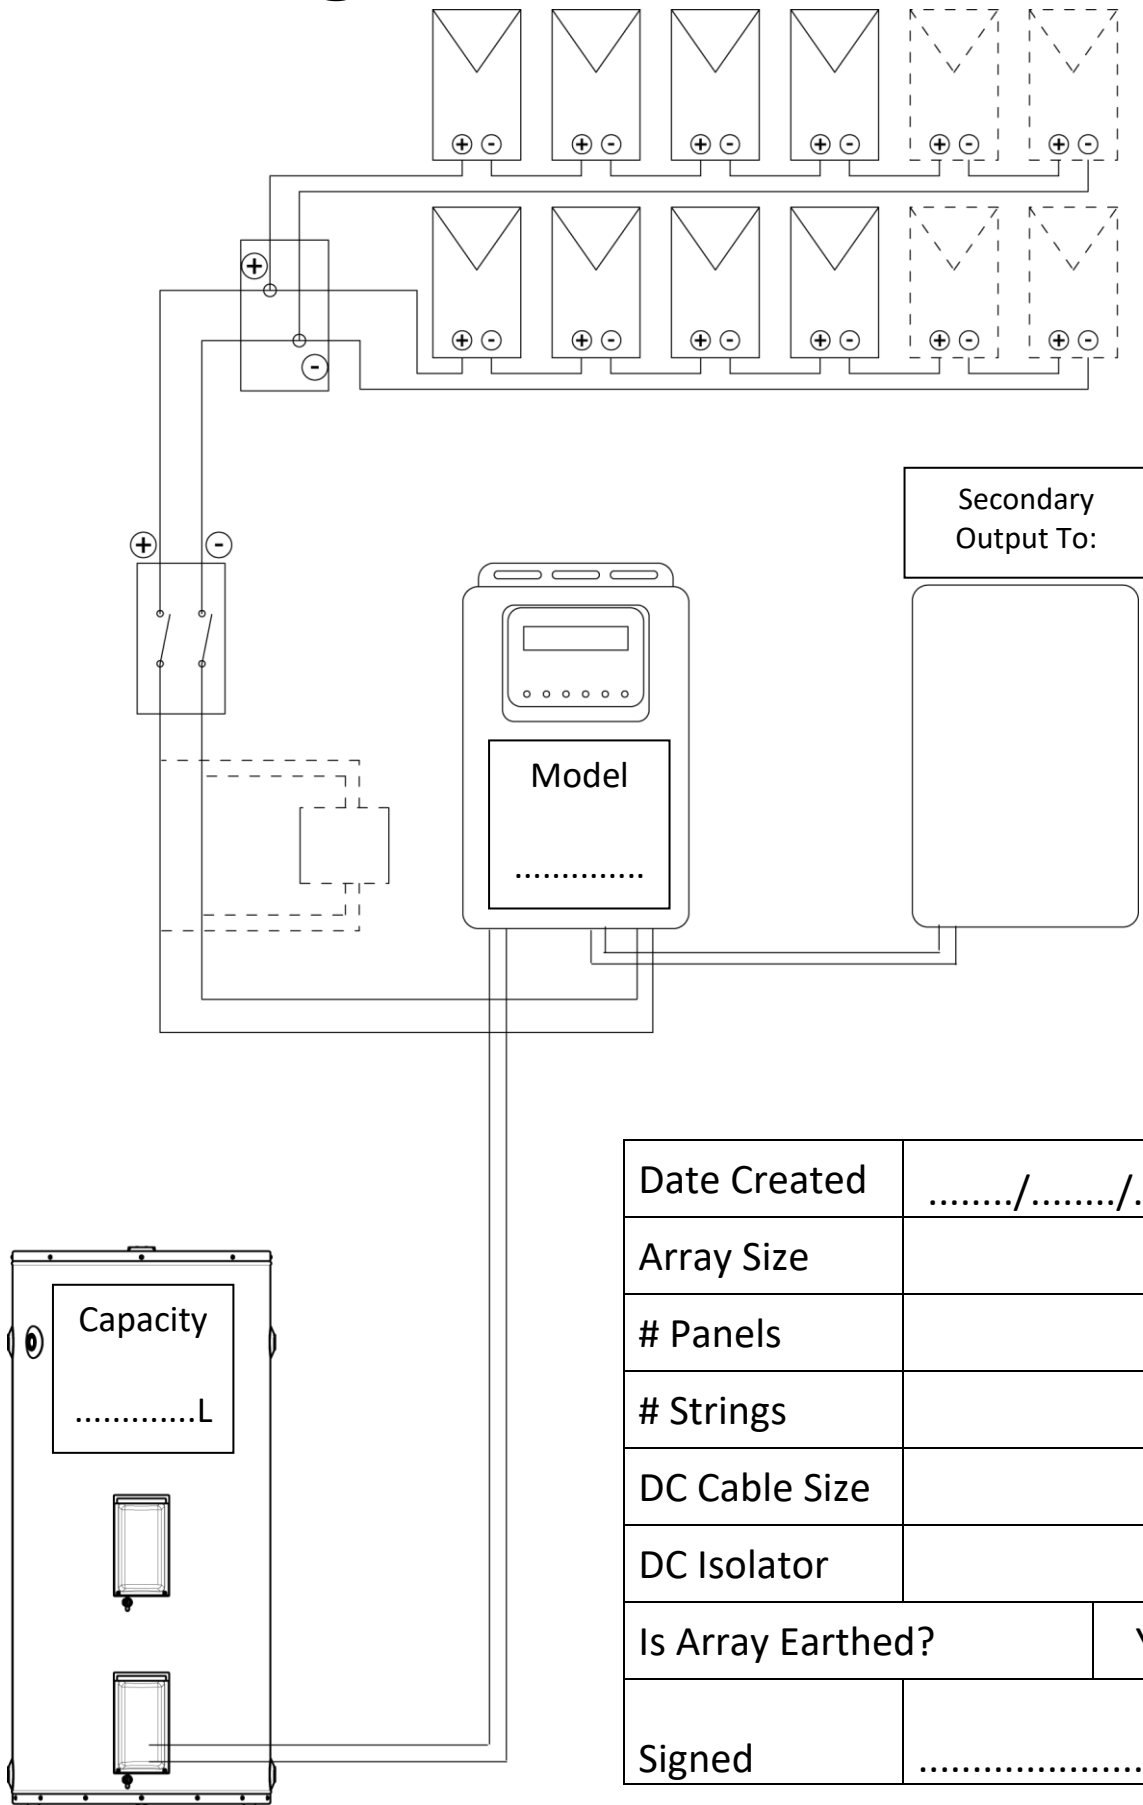 Secondary
Output To:
Model
..............
Date Created ......../......../.
Array Size
# Panels
# Strings
DC Cable Size
DC Isolator
Is Array Earthed?
Signed ......................
Capacity
.............L